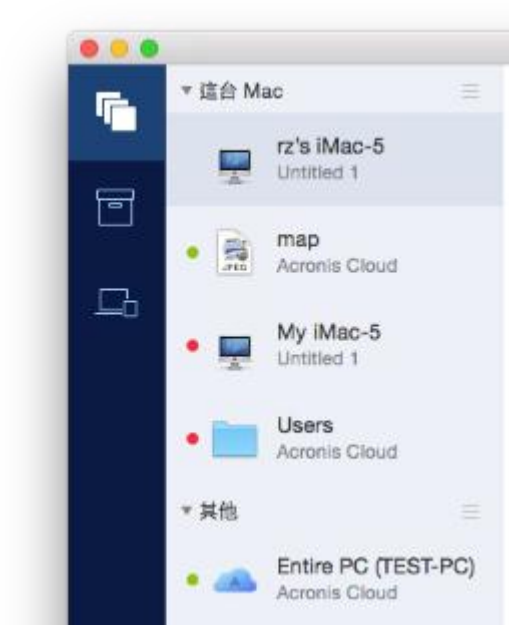 這台 Mac
rz's iMac-5
Untitled 1
map
Acronis Cloud
JPEG
My iMac-5
Untitled 1
Users
Acronis Cloud
其他
Entire PC (TEST-PC)
Acronis Cloud